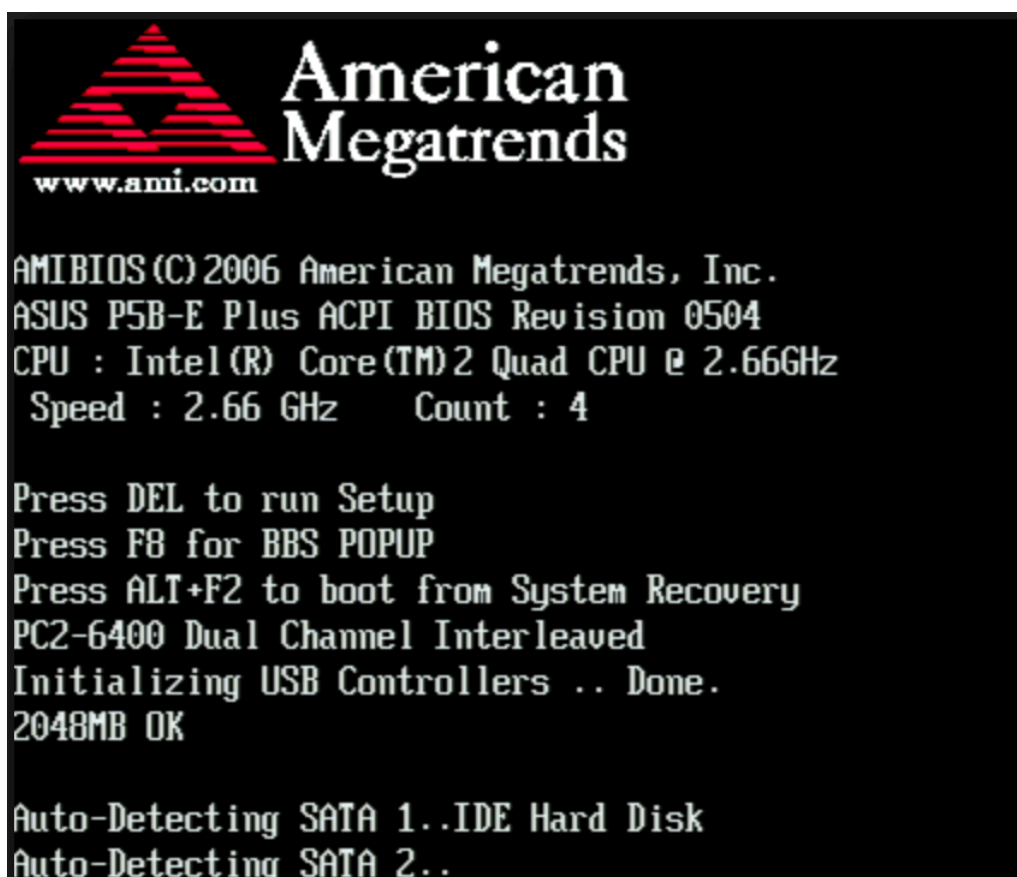 American
Megatrends
www.ami.com
AMIBIOS(C)2006 American Megatrends, Inc.
ASUS P5B-E Plus ACPI BIOS Revision 0504
CPU : Intel(R) Core(TM)2 Quad CPU @ 2.66GHz
Speed : 2.66 GHz    Count : 4
Press DEL to run Setup
Press F8 for BBS POPUP
Press ALT+F2 to boot from System Recovery
PC2-6400 Dual Channel Interleaved
Initializing USB Controllers .. Done.
2048MB OK
Auto-Detecting SATA 1..IDE Hard Disk
Auto-Detecting SATA 2..